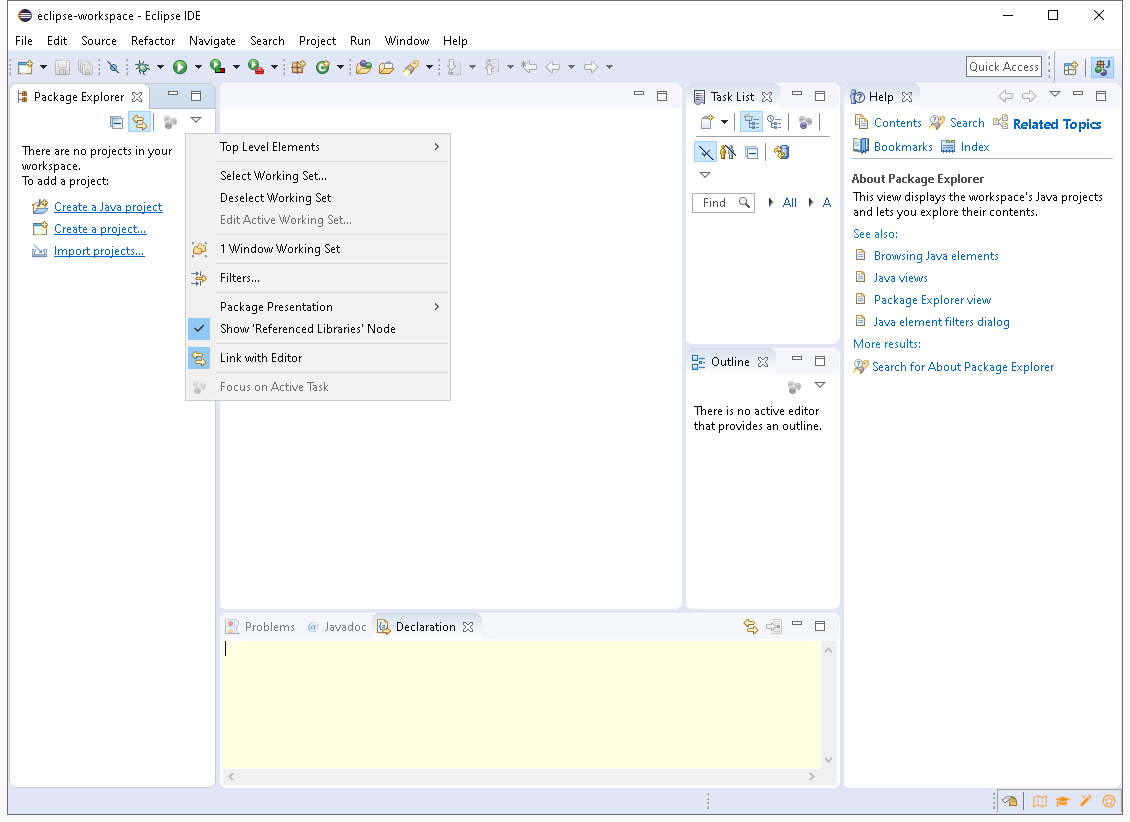 eclipse-workspace - Eclipse IDE
File Edit Source Refactor Navigate Search Project Run Window Help
Quick Access
Package Explorer
There are no projects in your
workspace.
To add a project:
Create a Java project
Create a project...
Import projects...
Top Level Elements
Select Working Set...
Deselect Working Set
Edit Active Working Set...
1 Window Working Set
Filters...
Package Presentation
Show 'Referenced Libraries' Node
Link with Editor
Focus on Active Task
Task List
Find All A
Outline
There is no active editor
that provides an outline.
Problems @ Javadoc Declaration
Help
Contents Search Related Topics
Bookmarks Index
About Package Explorer
This view displays the workspace's Java projects
and lets you explore their contents.
See also:
Browsing Java elements
Java views
Package Explorer view
Java element filters dialog
More results:
Search for About Package Explorer